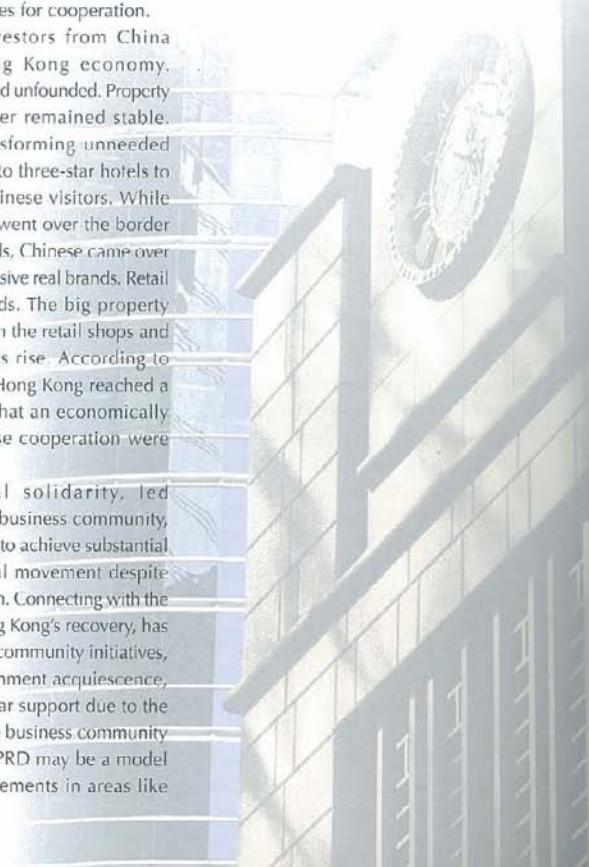 es for cooperation.
estors from China
g Kong economy.
d unfounded. Property
er remained stable.
sforming unneeded
to three-star hotels to
inese visitors. While
went over the border
ls, Chinese came over
sive real brands. Retail
ds. The big property
n the retail shops and
s rise. According to
Hong Kong reached a
hat an economically
se cooperation were
l solidarity, led
business community,
to achieve substantial
l movement despite
n. Connecting with the
g Kong's recovery, has
community initiatives,
nment acquiescence,
ar support due to the
business community
PRD may be a model
ements in areas like